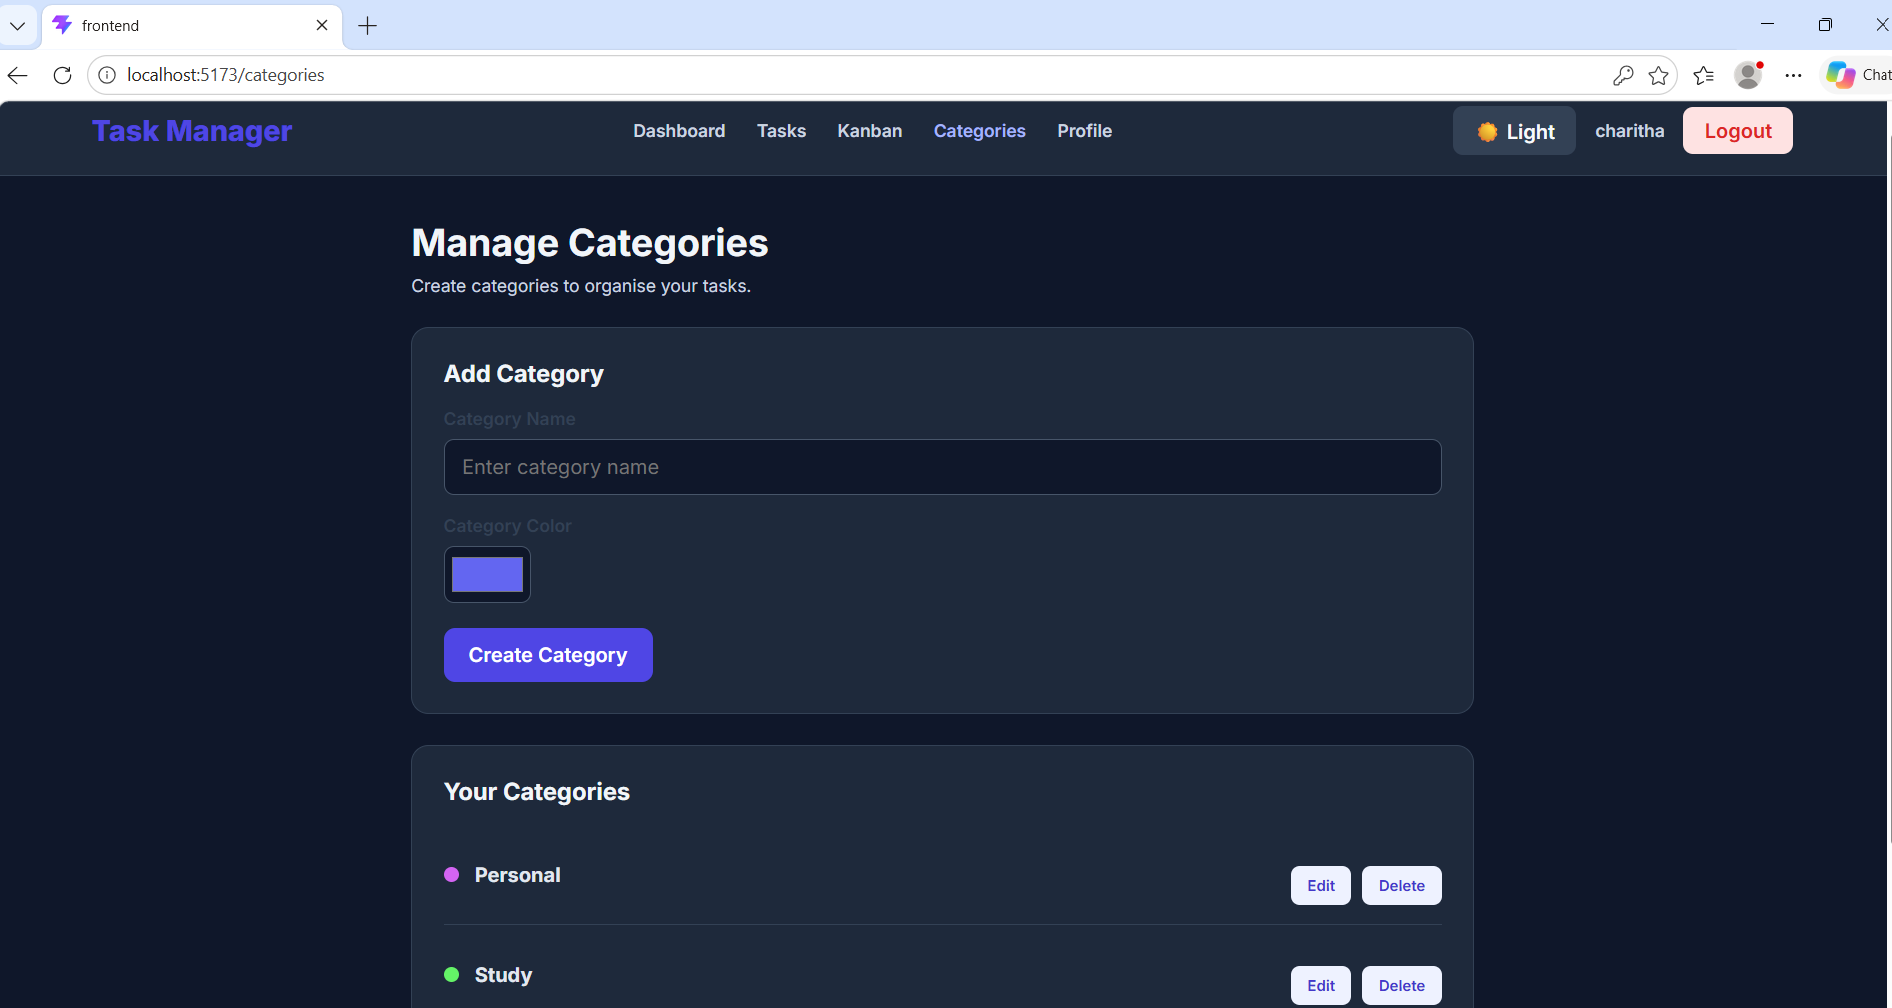 frontend
localhost:5173/categories
Chat
Task Manager
Dashboard Tasks Kanban Categories Profile
Light charitha Logout
Manage Categories
Create categories to organise your tasks.
Add Category
Category Name
Enter category name
Category Color
Create Category
Your Categories
Personal
Edit Delete
Study
Edit Delete